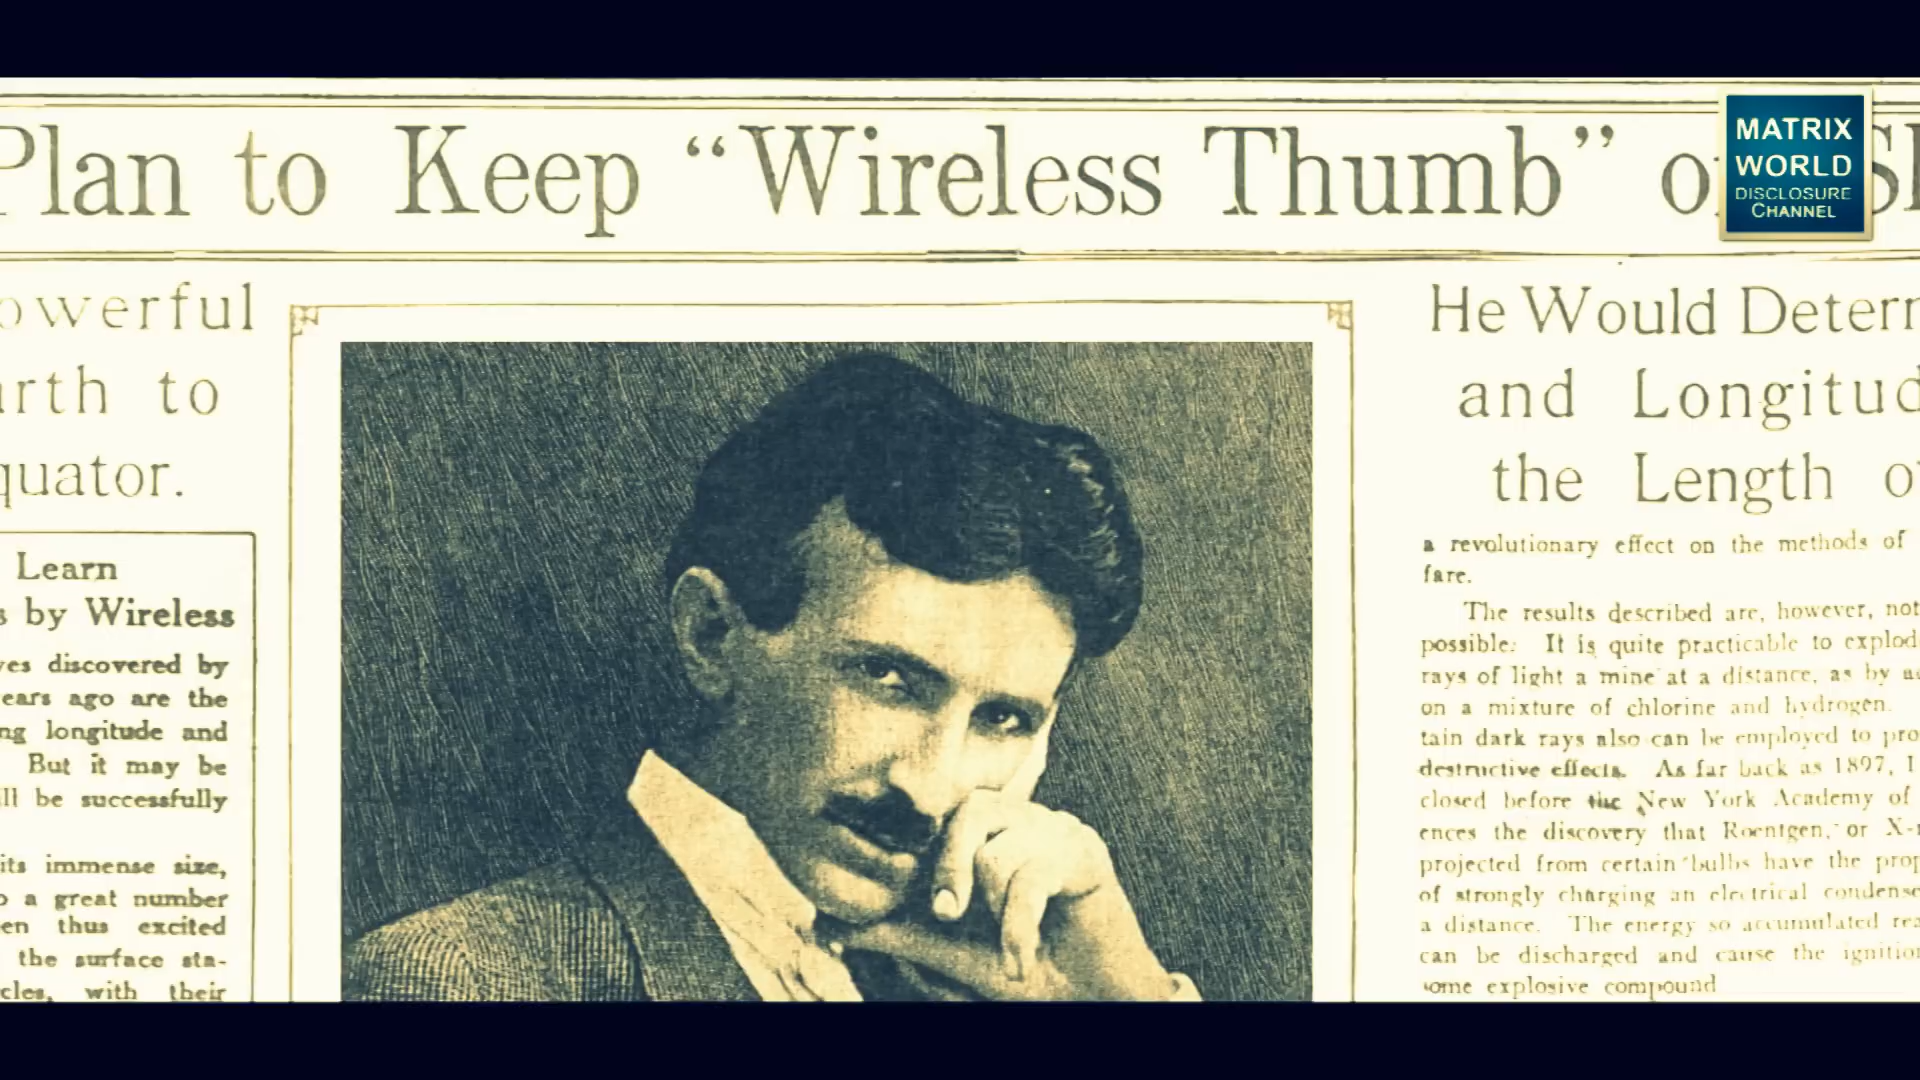 Plan to Keep “Wireless Thumb”
MATRIX
WORLD
DISCLOSURE
CHANNEL
owerful
rth to
quator.
Learn
s by Wireless
ves discovered by
ears ago are the
ng longitude and
But it may be
ll be successfully
its immense size,
o a great number
en thus excited
the surface sta-
cles, with their
He Would Determ
and Longitud
the Length o
a revolutionary effect on the methods of
fare.
The results described are, however, not
possible: It is quite practicable to explod
rays of light a mine at a distance, as by
on a mixture of chlorine and hydrogen.
tain dark rays also can be employed to pro
destructive effects. As far back as 1897, I
closed before the New York Academy of
ences the discovery that Roentgen, or X-
projected from certain bulbs have the prop
of strongly charging an electrical condense
a distance. The energy so accumulated rea
can be discharged and cause the ignition
some explosive compound